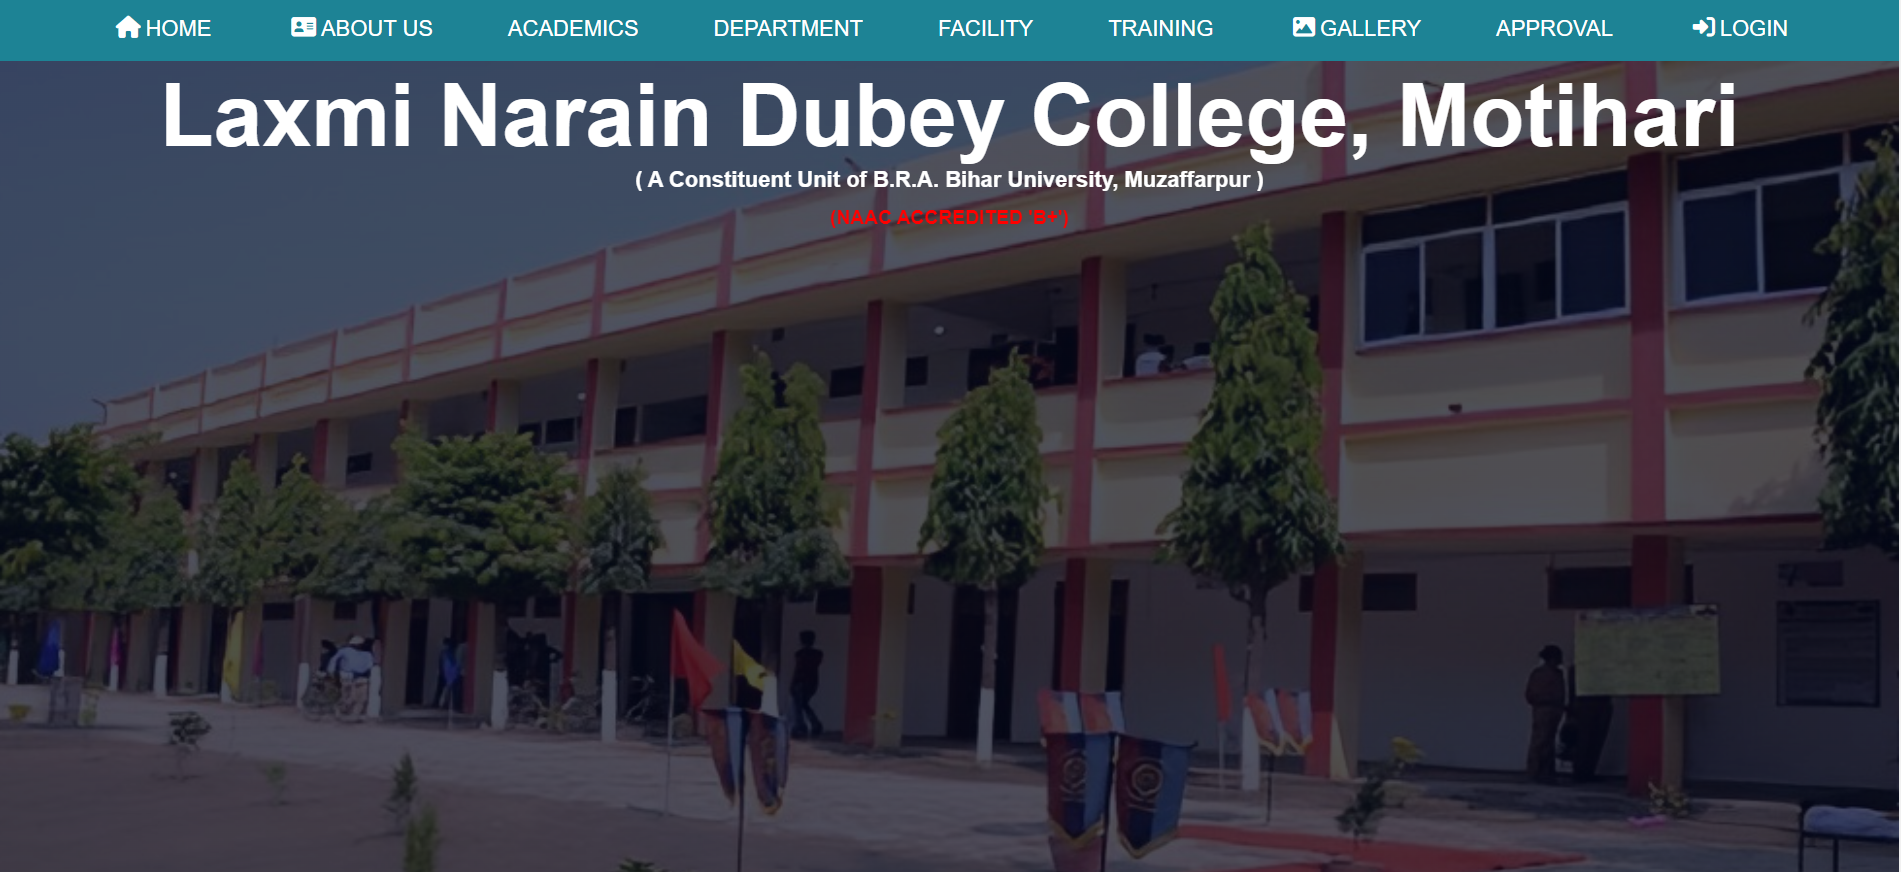 HOME ABOUT US ACADEMICS DEPARTMENT FACILITY TRAINING GALLERY APPROVAL LOGIN
Laxmi Narain Dubey College, Motihari
( A Constituent Unit of B.R.A. Bihar University, Muzaffarpur )
(NAAC ACCREDITED 'B+')